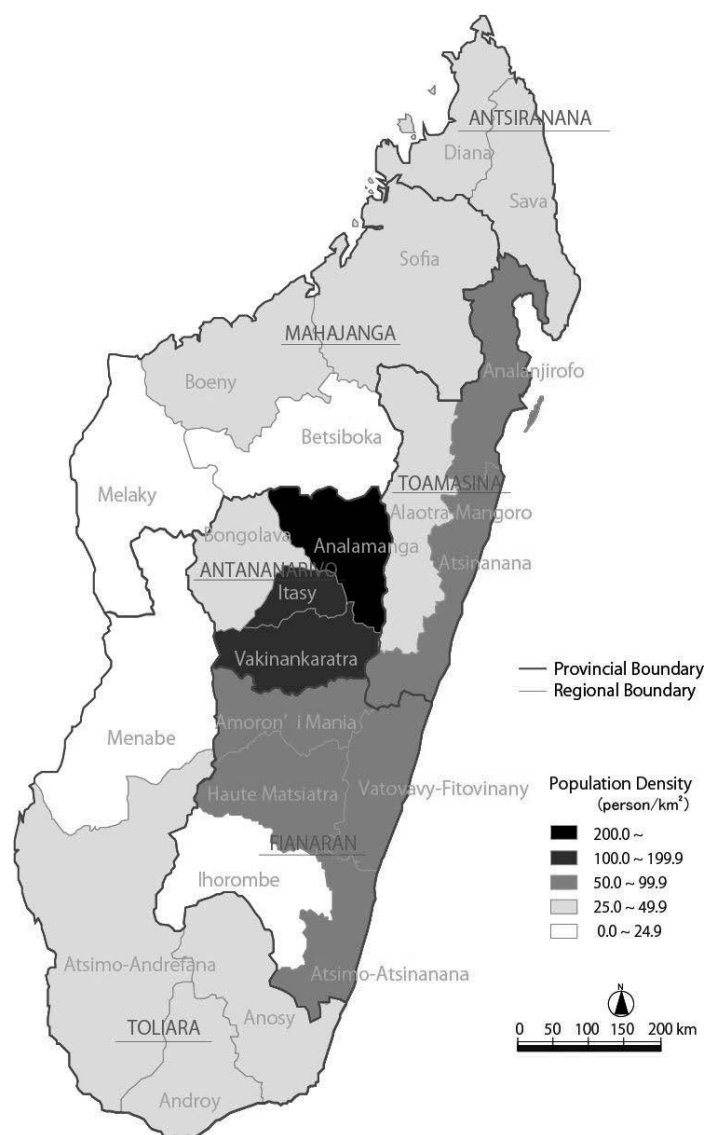 ANTSIRANANA
Diana
Sava
Sofia
MAHAJANGA
Analanjirofo
Boeny
Betsiboka
TOAMASINA
Melaky
Alaotra-Mangoro
Bongolava
Analamanga
Atsinanana
ANTANANARIVO
Itasy
Vakinankaratra
Provincial Boundary
Regional Boundary
Amoron' i Mania
Menabe
Haute Matsiatra
Vatovavy-Fitovinany
Population Density
(person/km²)
200.0 ~
100.0 ~ 199.9
50.0 ~ 99.9
25.0 ~ 49.9
0.0 ~ 24.9
FIANARAN
Ihorombe
Atsimo-Andrefana
Atsimo-Atsinanana
Anosy
TOLIARA
Androy
N
0 50 100 150 200 km